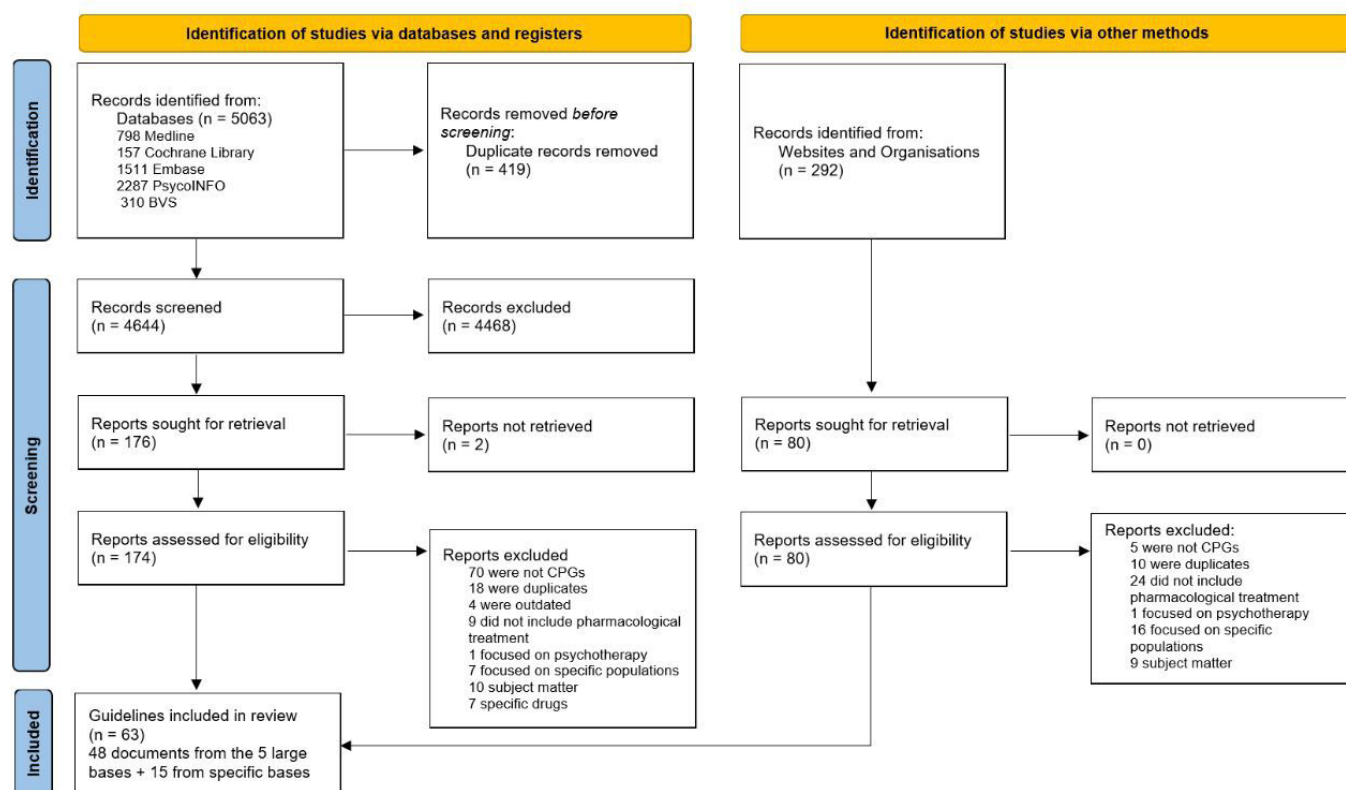 Identification of studies via databases and registers
Identification of studies via other methods
Identification
Records identified from:
Databases (n = 5063)
798 Medline
157 Cochrane Library
1511 Embase
2287 PsycoINFO
310 BVS
Records removed before
screening:
Duplicate records removed
(n = 419)
Records identified from:
Websites and Organisations
(n = 292)
Screening
Records screened
(n = 4644)
Records excluded
(n = 4468)
Reports sought for retrieval
(n = 176)
Reports not retrieved
(n = 2)
Reports sought for retrieval
(n = 80)
Reports not retrieved
(n = 0)
Reports assessed for eligibility
(n = 174)
Reports excluded
70 were not CPGs
18 were duplicates
4 were outdated
9 did not include pharmacological
treatment
1 focused on psychotherapy
7 focused on specific populations
10 subject matter
7 specific drugs
Reports assessed for eligibility
(n = 80)
Reports excluded:
5 were not CPGs
10 were duplicates
24 did not include
pharmacological treatment
1 focused on psychotherapy
16 focused on specific
populations
9 subject matter
Included
Guidelines included in review
(n = 63)
48 documents from the 5 large
bases + 15 from specific bases